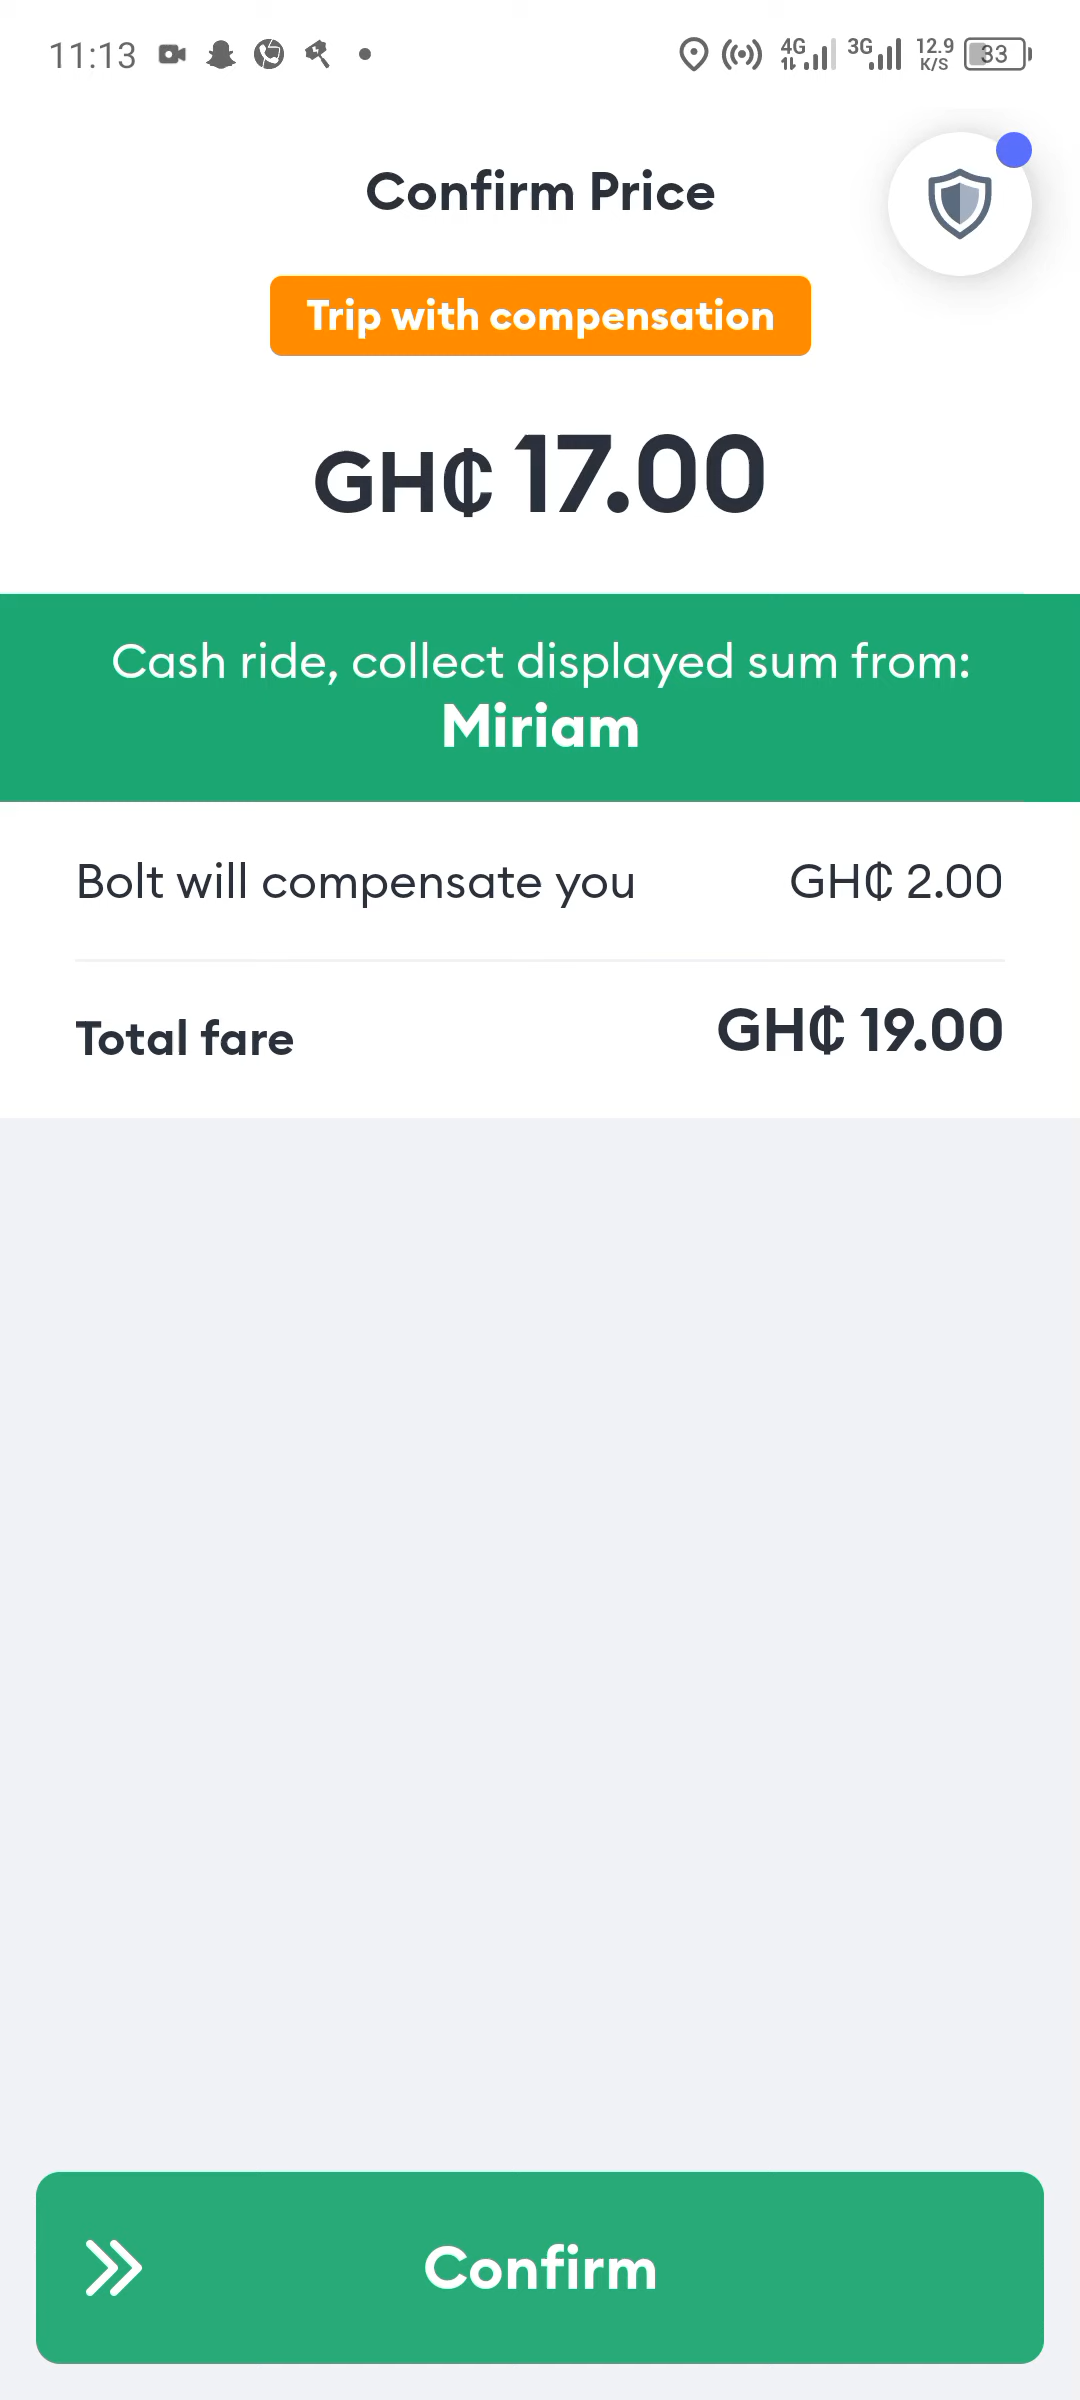 11:13
4G 3G 12.9 K/S 33
Confirm Price
Trip with compensation
GH₵ 17.00
Cash ride, collect displayed sum from:
Miriam
Bolt will compensate you GH₵ 2.00
Total fare GH₵ 19.00
Confirm